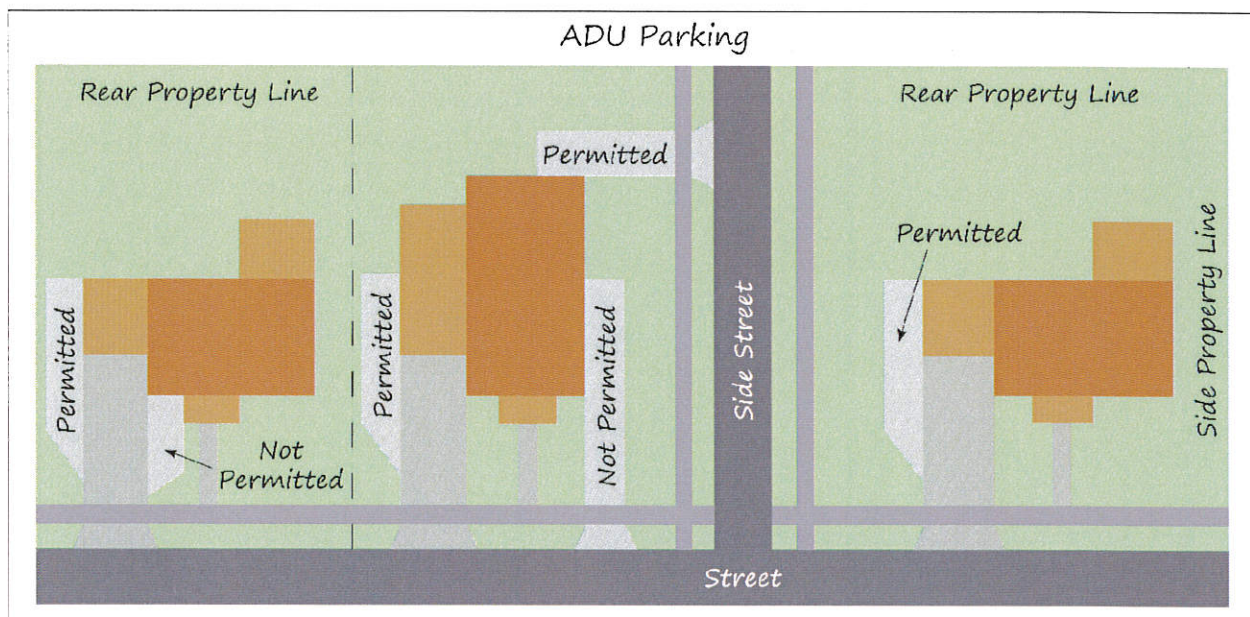 ADU Parking
Rear Property Line
Rear Property Line
Permitted
Permitted
Side Property Line
Permitted
Permitted
Not Permitted
Side Street
Not
Permitted
Street